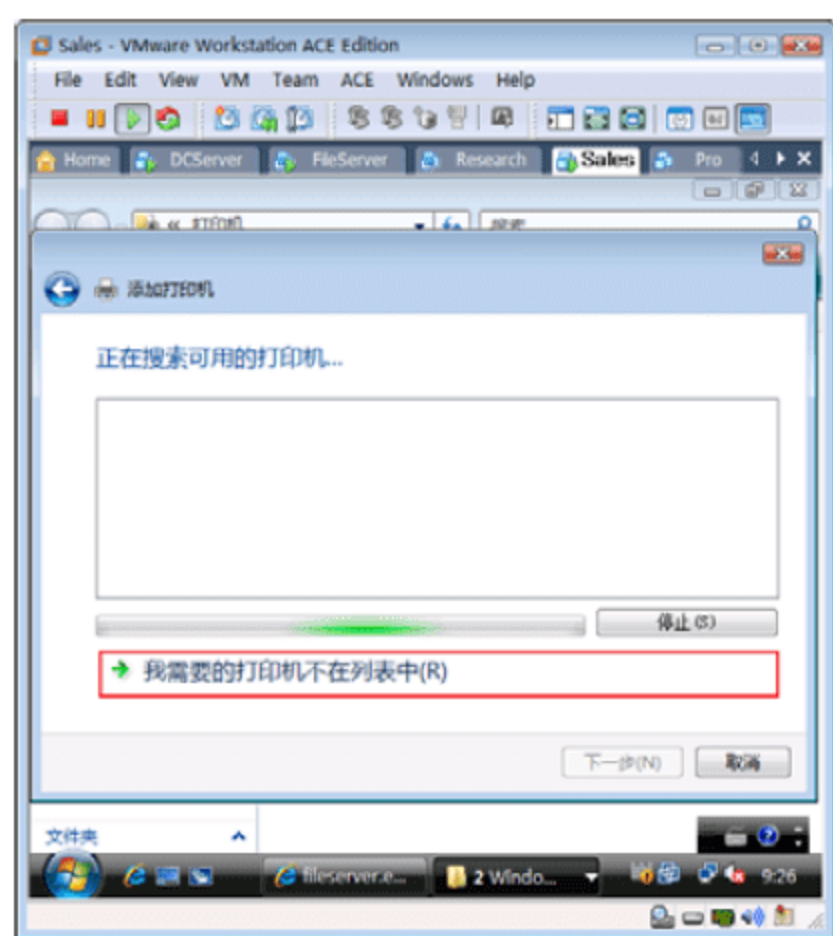 Sales - VMware Workstation ACE Edition
File Edit View VM Team ACE Windows Help
Home DCServer FileServer Research Sales Pro
« 打印机 搜索
添加打印机
正在搜索可用的打印机...
停止(S)
我需要的打印机不在列表中(R)
下一步(N) 取消
文件夹
fileserver.e... 2 Windo... 9:26